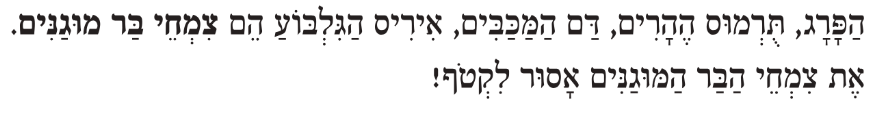 הַפָּרָג, תֻּרְמוּס הֶהָרִים, דַּם הַמַּכַּבִּים, אִירִיס הַגִּלְבּוֹעַ הֵם צִמְחֵי בַּר מוּגַנִּים.
אֶת צִמְחֵי הַבַּר הַמּוּגַנִּים אָסוּר לִקְטֹף!